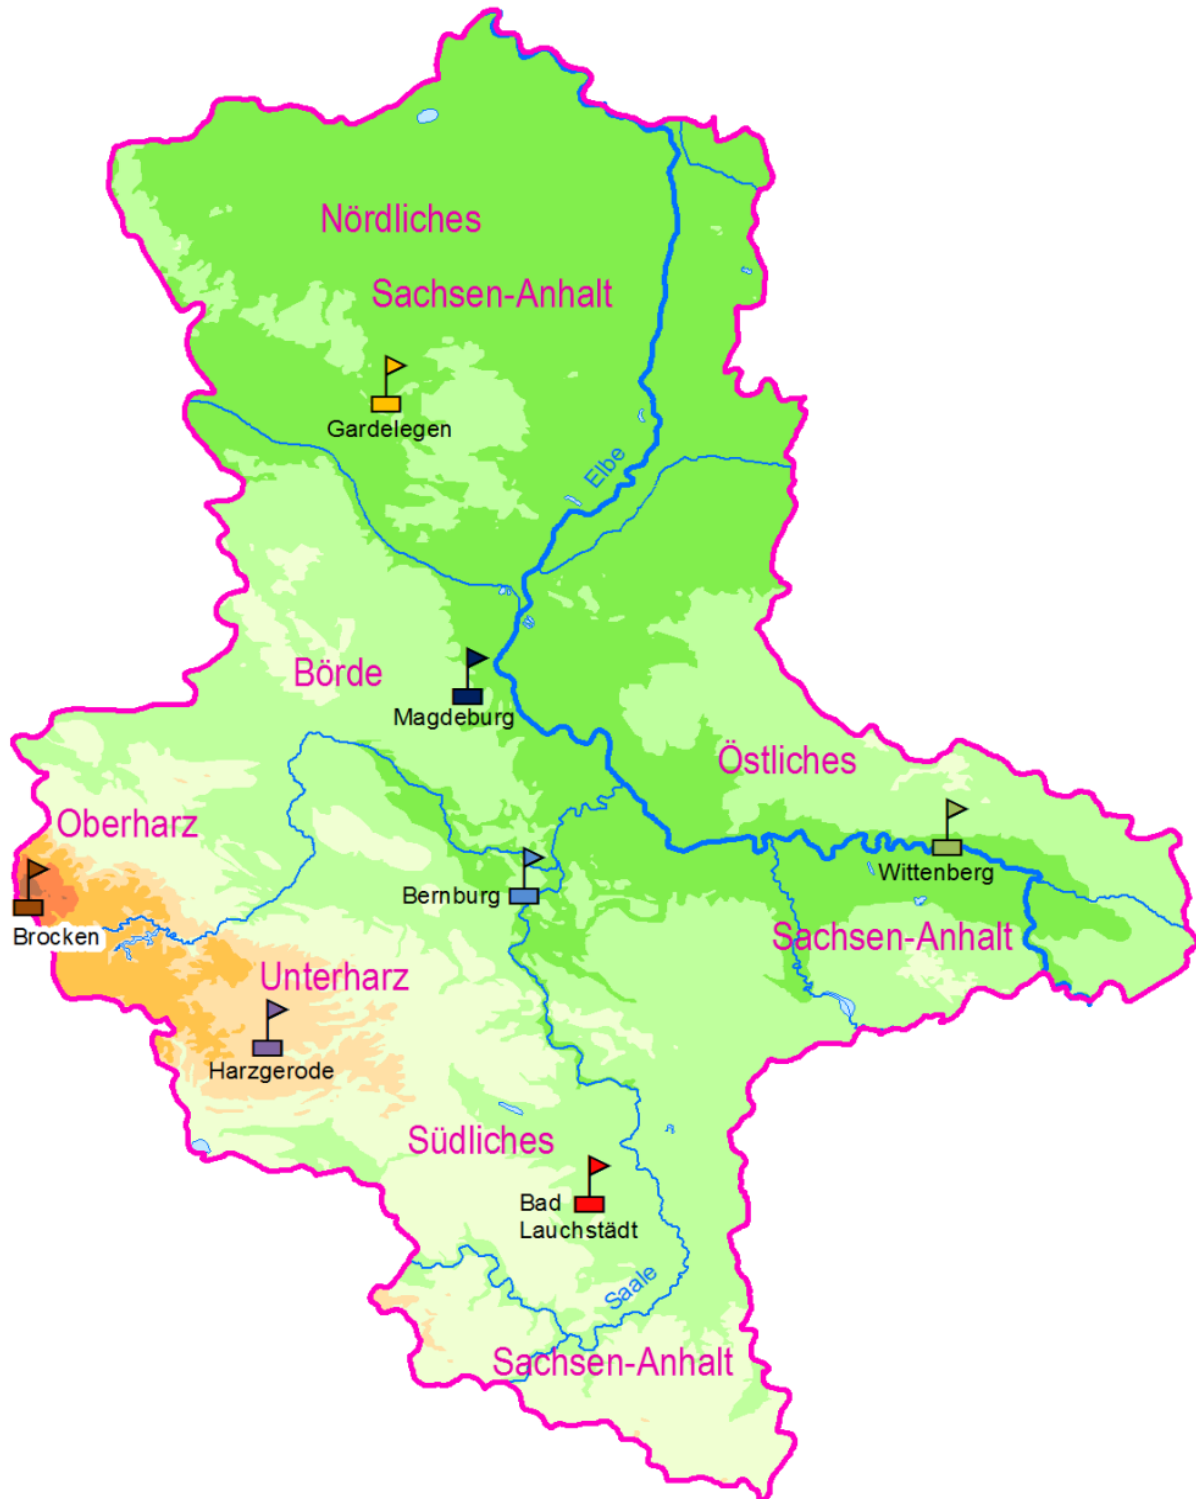 Nördliches
Sachsen-Anhalt
Gardelegen
Elbe
Börde
Magdeburg
Östliches
Oberharz
Wittenberg
Bernburg
Brocken
Sachsen-Anhalt
Unterharz
Harzgerode
Südliches
Bad
Lauchstädt
Saale
Sachsen-Anhalt